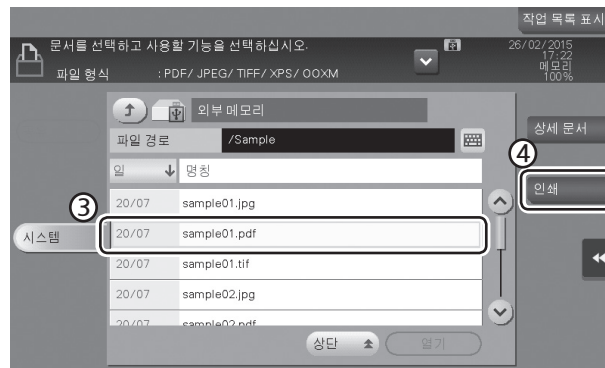 작업 목록 표시
문서를 선택하고 사용할 기능을 선택하십시오.
파일 형식 : PDF/ JPEG/ TIFF/ XPS/ OOXM
26/02/2015
17:22
메모리
100%
외부 메모리
파일 경로 /Sample
상세 문서
④
일 명칭
인쇄
20/07 sample01.jpg
③
시스템
20/07 sample01.pdf
20/07 sample01.tif
20/07 sample02.jpg
20/07 sample02.pdf
상단
열기